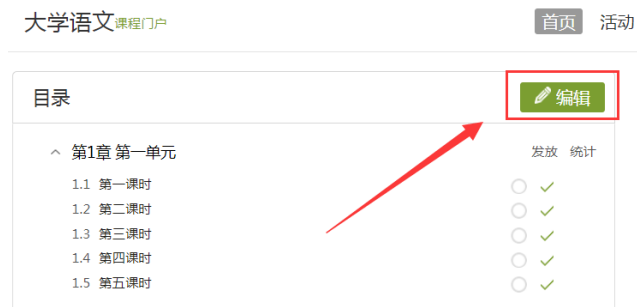 大学语文课程门户 首页 活动
目录 编辑
第1章 第一单元 发放 统计
1.1 第一课时
1.2 第二课时
1.3 第三课时
1.4 第四课时
1.5 第五课时